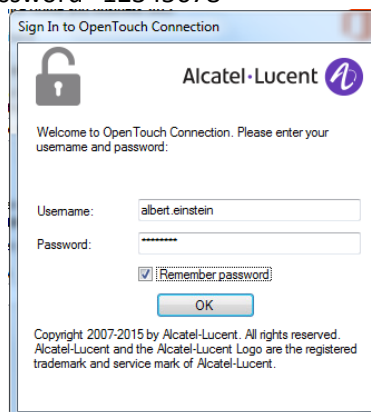 Sign In to OpenTouch Connection
Alcatel·Lucent
Welcome to OpenTouch Connection. Please enter your
username and password:
Username: albert.einstein
Password: ********
Remember password
OK
Copyright 2007-2015 by Alcatel-Lucent. All rights reserved.
Alcatel-Lucent and the Alcatel-Lucent Logo are the registered
trademark and service mark of Alcatel-Lucent.